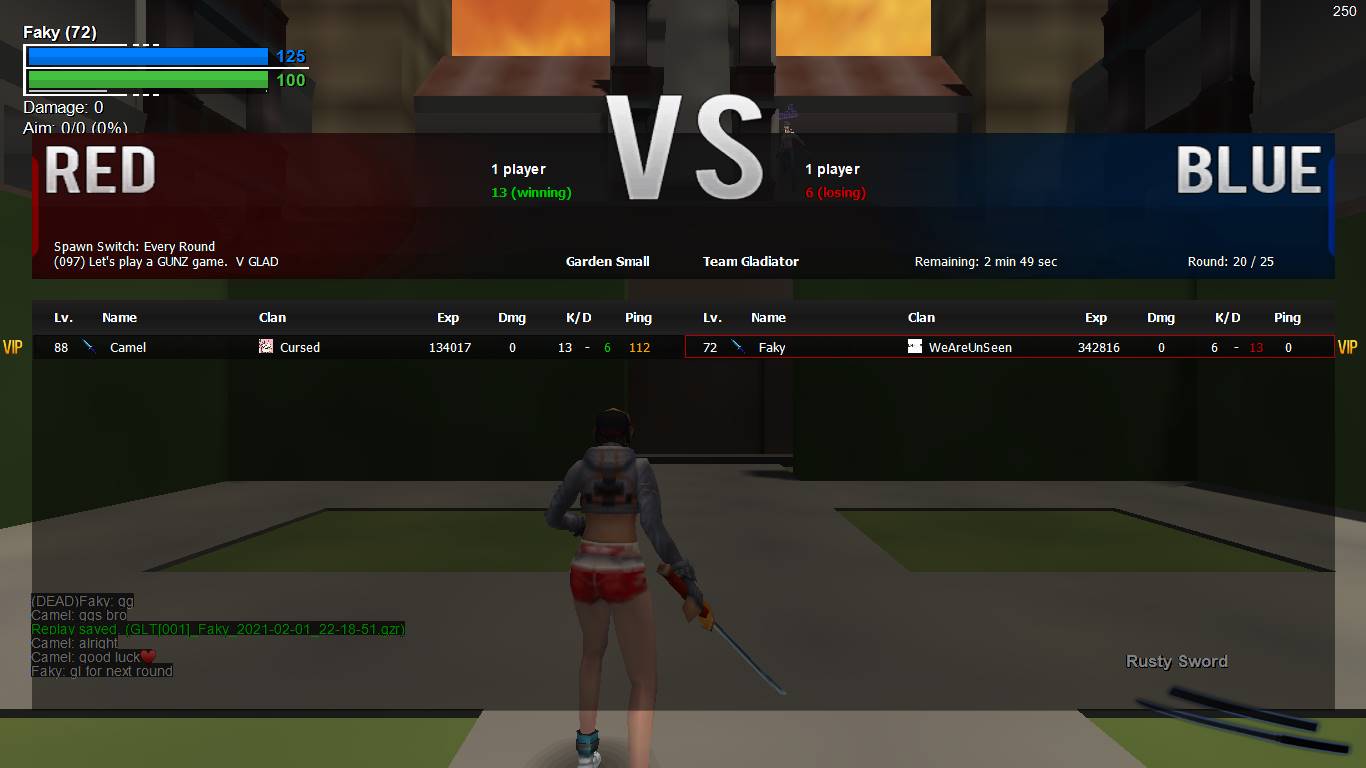 250
Faky (72)
125
100
Damage: 0
Aim: 0/0 (0%)
RED VS BLUE
1 player
13 (winning)
1 player
6 (losing)
Spawn Switch: Every Round
(097) Let's play a GUNZ game. V GLAD
Garden Small
Team Gladiator
Remaining: 2 min 49 sec
Round: 20 / 25
Lv. Name Clan Exp Dmg K/D Ping Lv. Name Clan Exp Dmg K/D Ping
VIP 88 Camel Cursed 134017 0 13 - 6 112 72 Faky WeAreUnSeen 342816 0 6 - 13 0 VIP
(DEAD)Faky: gg
Camel: ggs bro
Replay saved. (GLT[001]_Faky_2021-02-01_22-18-51.gzr)
Camel: alright
Camel: good luck❤
Faky: gl for next round
Rusty Sword